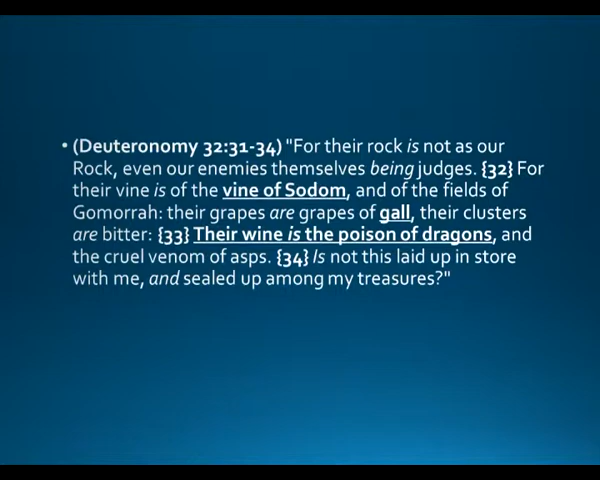 • (Deuteronomy 32:31-34) "For their rock is not as our
Rock, even our enemies themselves being judges. {32} For
their vine is of the vine of Sodom, and of the fields of
Gomorrah: their grapes are grapes of gall, their clusters
are bitter: {33} Their wine is the poison of dragons, and
the cruel venom of asps. {34} Is not this laid up in store
with me, and sealed up among my treasures?"